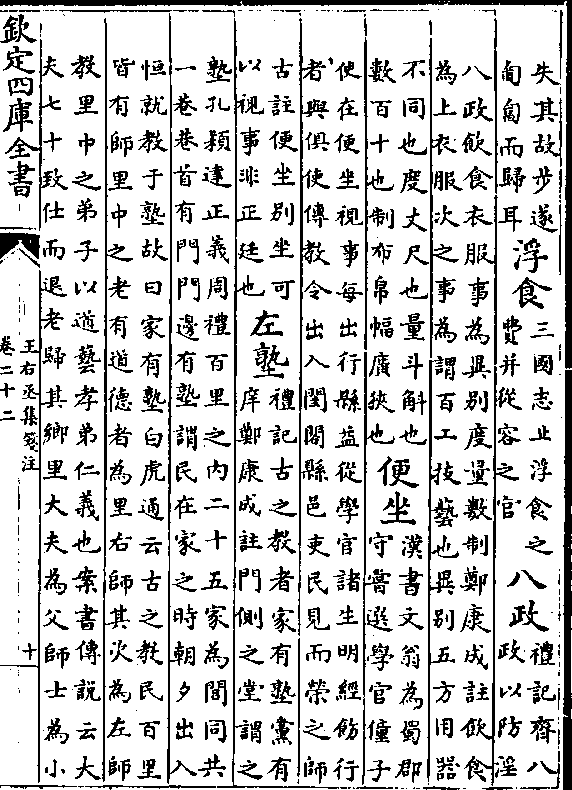 失其故步遂
匍匐而歸耳
浮食
三國志止浮食之
費并從容之官
八政
禮記齊八
政以防淫
八政飲食衣服事為異别度量數制鄭康成註飲食
為上衣服次之事為謂百工技藝也異别五方用器
不同也度丈尺也量斗斛也
數百十也制布帛幅廣狹也
便坐
漢書文翁為蜀郡
守嘗選學官僮子
使在便坐視事每出行縣益從學官諸生明經飭行
者與俱使傳教令出入閨閤縣邑吏民見而榮之師
古註便坐别坐可
以視事非正廷也
左塾
禮記古之教者家有塾黨有
庠鄭康成註門側之堂謂之
塾孔穎達正義周禮百里之内二十五家為閭同共
一巷巷首有門門邊有塾謂民在家之時朝夕出入
恒就教于塾故曰家有塾白虎通云古之教民百里
皆有師里中之老有道德者為里右師其次為左師
教里中之弟子以道藝孝弟仁義也案書傳說云大
夫七十致仕而退老歸其鄉里大夫為父師士為小
欽定四庫全書
王右丞集箋注
卷二十二
十